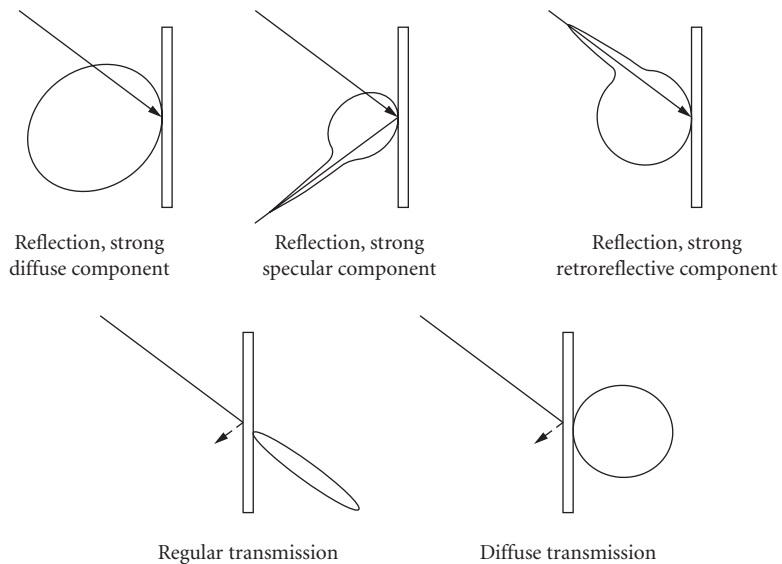 Reflection, strong
diffuse component
Reflection, strong
specular component
Reflection, strong
retroreflective component
Regular transmission
Diffuse transmission